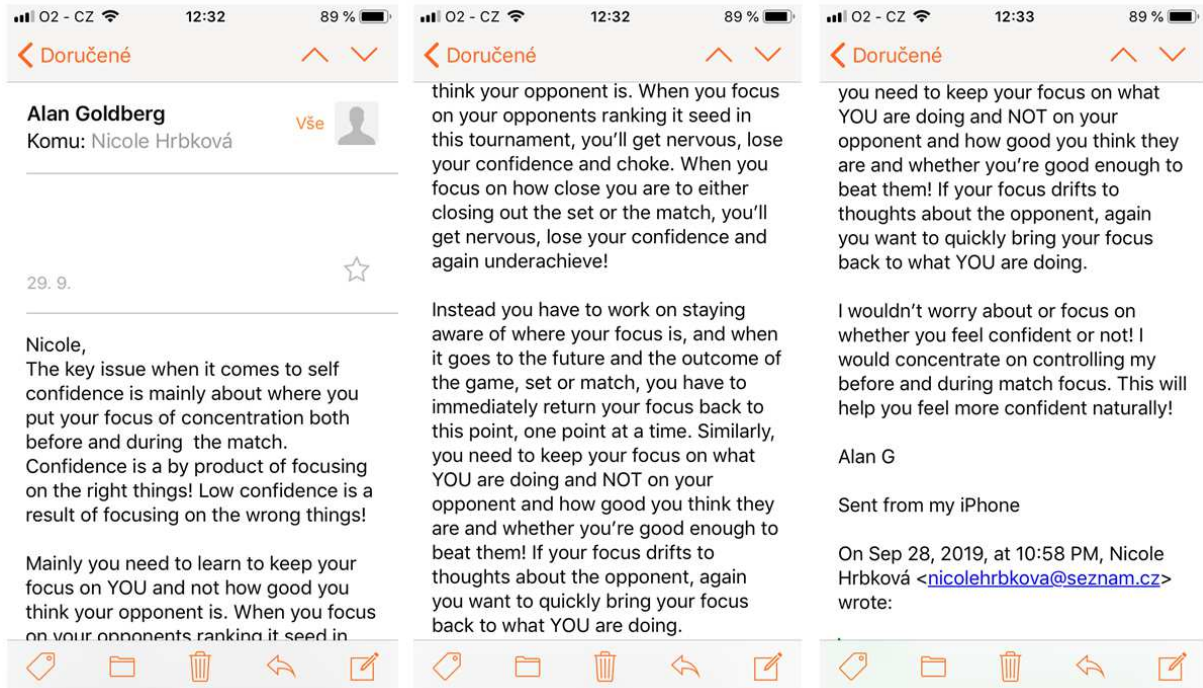 O2 - CZ 12:32 89 %
Doručené
Alan Goldberg
Vše
Komu: Nicole Hrbková
29. 9.
Nicole,
The key issue when it comes to self
confidence is mainly about where you
put your focus of concentration both
before and during the match.
Confidence is a by product of focusing
on the right things! Low confidence is a
result of focusing on the wrong things!
Mainly you need to learn to keep your
focus on YOU and not how good you
think your opponent is. When you focus
on your opponents ranking it seed in
O2 - CZ 12:32 89 %
Doručené
think your opponent is. When you focus
on your opponents ranking it seed in
this tournament, you’ll get nervous, lose
your confidence and choke. When you
focus on how close you are to either
closing out the set or the match, you’ll
get nervous, lose your confidence and
again underachieve!
Instead you have to work on staying
aware of where your focus is, and when
it goes to the future and the outcome of
the game, set or match, you have to
immediately return your focus back to
this point, one point at a time. Similarly,
you need to keep your focus on what
YOU are doing and NOT on your
opponent and how good you think they
are and whether you’re good enough to
beat them! If your focus drifts to
thoughts about the opponent, again
you want to quickly bring your focus
back to what YOU are doing.
O2 - CZ 12:33 89 %
Doručené
you need to keep your focus on what
YOU are doing and NOT on your
opponent and how good you think they
are and whether you’re good enough to
beat them! If your focus drifts to
thoughts about the opponent, again
you want to quickly bring your focus
back to what YOU are doing.
I wouldn’t worry about or focus on
whether you feel confident or not! I
would concentrate on controlling my
before and during match focus. This will
help you feel more confident naturally!
Alan G
Sent from my iPhone
On Sep 28, 2019, at 10:58 PM, Nicole
Hrbková <nicolehrbkova@seznam.cz>
wrote: